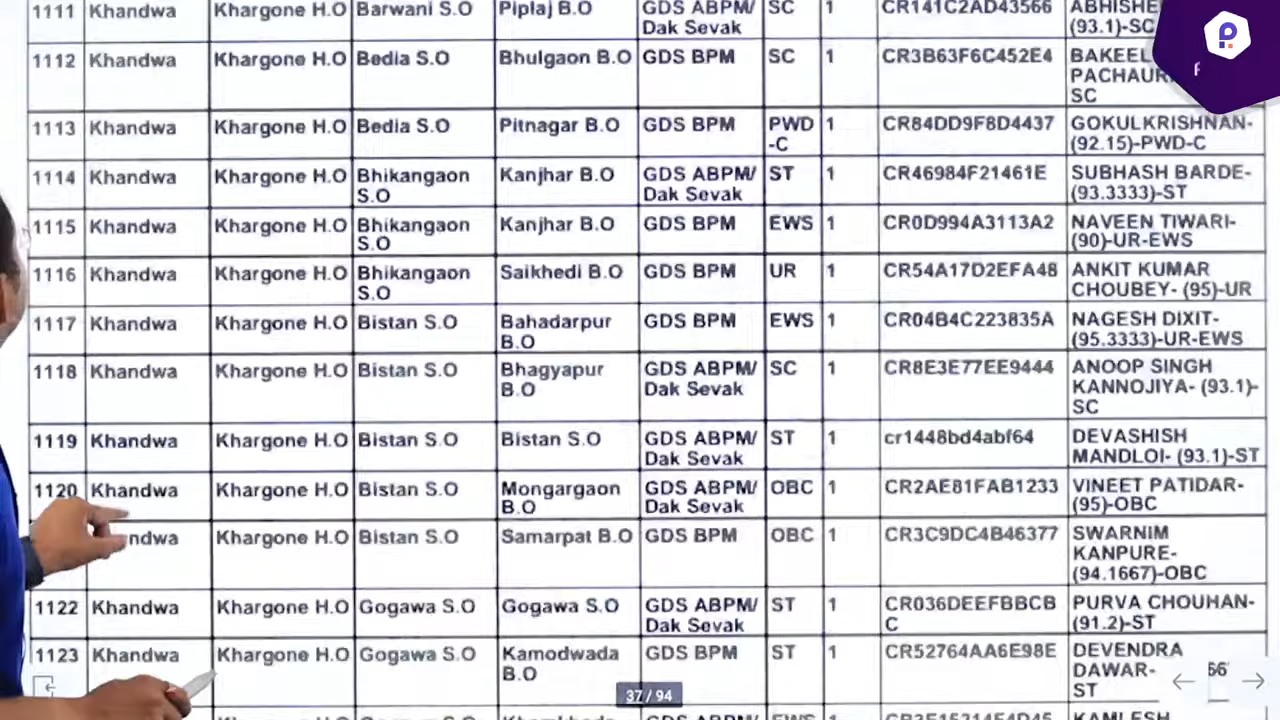 1111 Khandwa Khargone H.O Barwani S.O Piplaj B.O GDS ABPM/ SC 1 CR141C2AD43566
Dak Sevak (93.1)-SC
1112 Khandwa Khargone H.O Bedia S.O Bhulgaon B.O GDS BPM SC 1 CR3B63F6C452E4 BAKEEL
SC
1113 Khandwa Khargone H.O Bedia S.O Pitnagar B.O GDS BPM PWD 1 CR84DD9F8D4437 GOKULKRISHNAN-
-C (92.15)-PWD-C
1114 Khandwa Khargone H.O Bhikangaon Kanjhar B.O GDS ABPM/ ST 1 CR46984F21461E SUBHASH BARDE-
S.O Dak Sevak (93.3333)-ST
1115 Khandwa Khargone H.O Bhikangaon Kanjhar B.O GDS BPM EWS 1 CR0D994A3113A2 NAVEEN TIWARI-
S.O (90)-UR-EWS
1116 Khandwa Khargone H.O Bhikangaon Saikhedi B.O GDS BPM UR 1 CR54A17D2EFA48 ANKIT KUMAR
S.O CHOUBEY- (95)-UR
1117 Khandwa Khargone H.O Bistan S.O Bahadarpur GDS BPM EWS 1 CR04B4C223835A NAGESH DIXIT-
B.O (95.3333)-UR-EWS
1118 Khandwa Khargone H.O Bistan S.O Bhagyapur GDS ABPM/ SC 1 CR8E3E77EE9444 ANOOP SINGH
B.O Dak Sevak KANNOJIYA- (93.1)-
SC
1119 Khandwa Khargone H.O Bistan S.O Bistan S.O GDS ABPM/ ST 1 cr1448bd4abf64 DEVASHISH
Dak Sevak MANDLOI- (93.1)-ST
1120 Khandwa Khargone H.O Bistan S.O Mongargaon GDS ABPM/ OBC 1 CR2AE81FAB1233 VINEET PATIDAR-
B.O Dak Sevak (95)-OBC
Khargone H.O Bistan S.O Samarpat B.O GDS BPM OBC 1 CR3C9DC4B46377 SWARNIM
KANPURE-
(94.1667)-OBC
1122 Khandwa Khargone H.O Gogawa S.O Gogawa S.O GDS ABPM/ ST 1 CR036DEEFBBCB PURVA CHOUHAN-
Dak Sevak C (91.2)-ST
1123 Khandwa Khargone H.O Gogawa S.O Kamodwada GDS BPM ST 1 CR52764AA6E98E DEVENDRA
B.O DAWAR-
ST
37 / 94